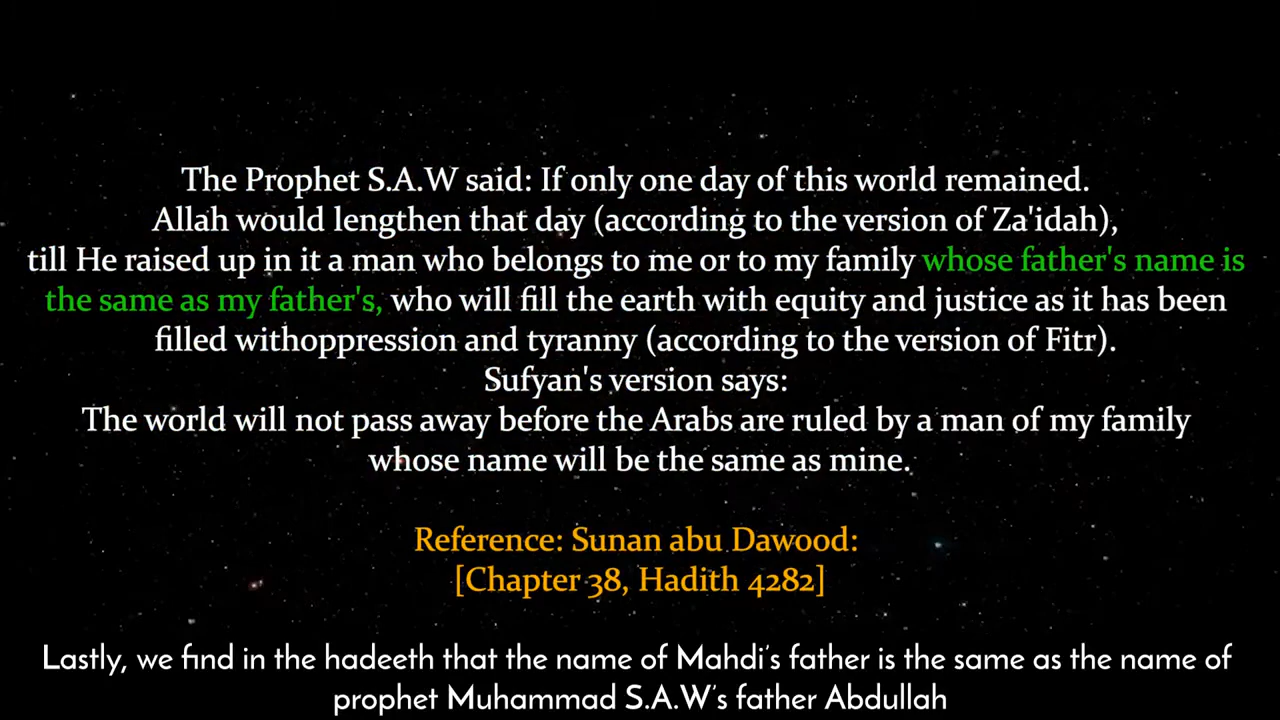 The Prophet S.A.W said: If only one day of this world remained.
Allah would lengthen that day (according to the version of Za'idah),
till He raised up in it a man who belongs to me or to my family whose father's name is
the same as my father's, who will fill the earth with equity and justice as it has been
filled withoppression and tyranny (according to the version of Fitr).
Sufyan's version says:
The world will not pass away before the Arabs are ruled by a man of my family
whose name will be the same as mine.
Reference: Sunan abu Dawood:
[Chapter 38, Hadith 4282]
Lastly, we find in the hadeeth that the name of Mahdi's father is the same as the name of
prophet Muhammad S.A.W's father Abdullah